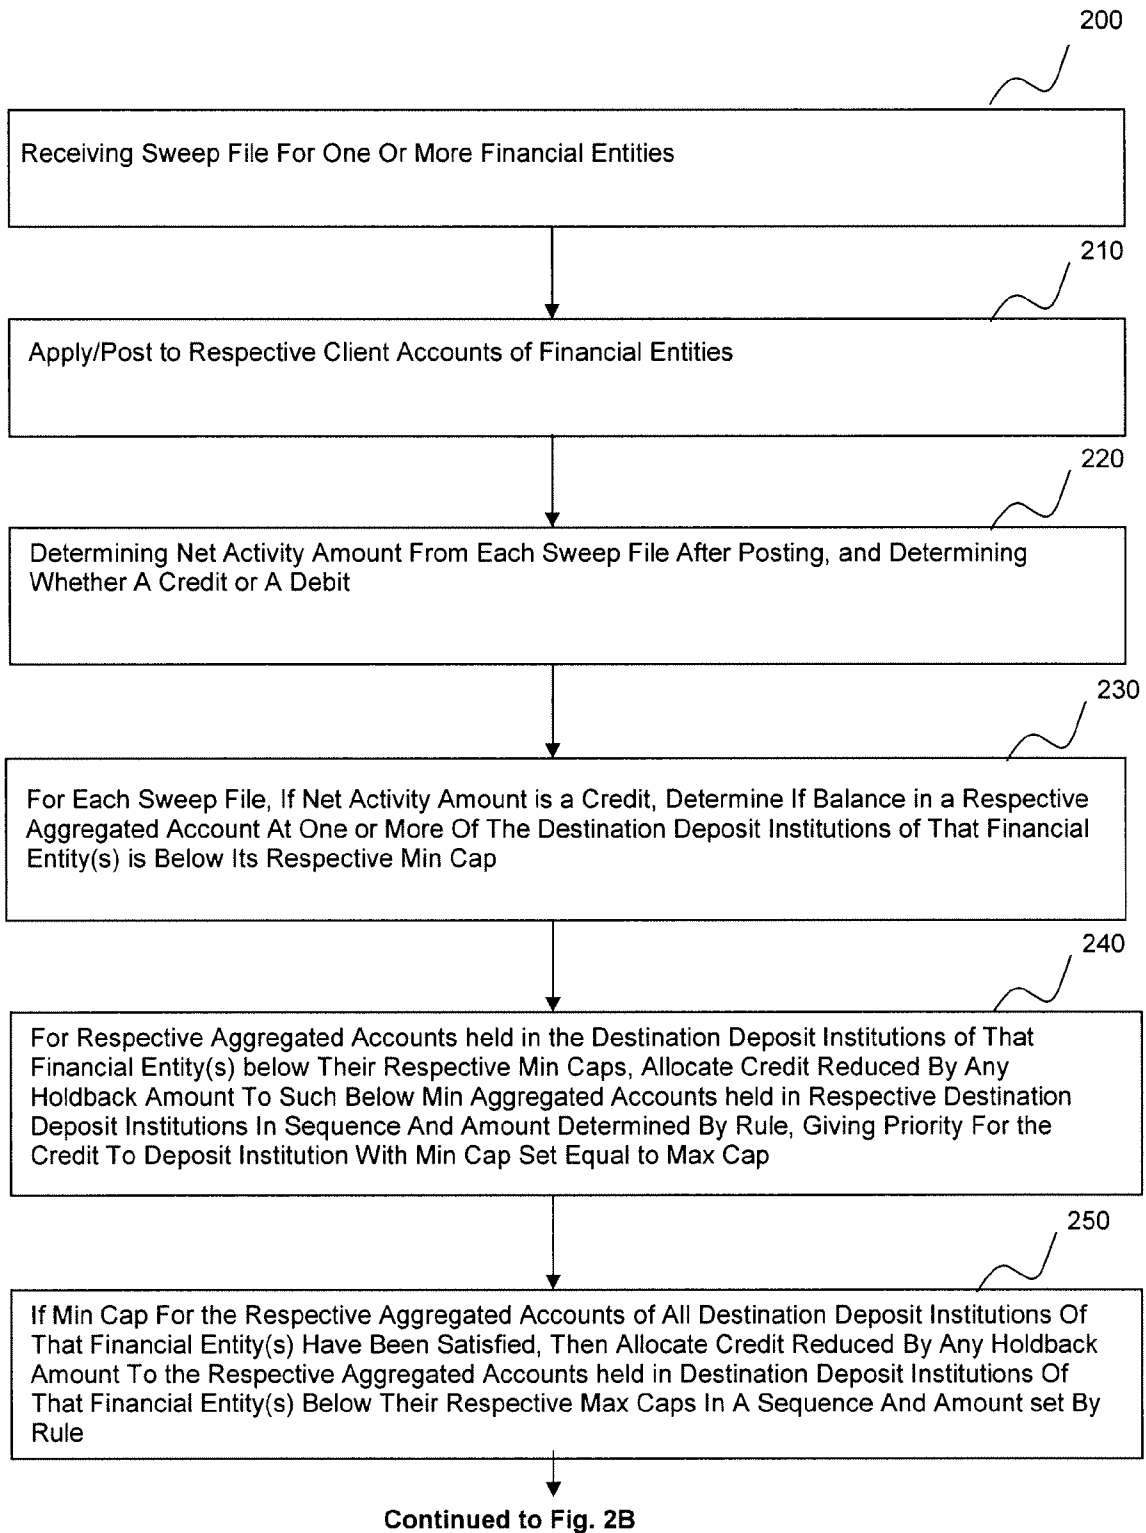 200
Receiving Sweep File For One Or More Financial Entities
210
Apply/Post to Respective Client Accounts of Financial Entities
220
Determining Net Activity Amount From Each Sweep File After Posting, and Determining
Whether A Credit or A Debit
230
For Each Sweep File, If Net Activity Amount is a Credit, Determine If Balance in a Respective
Aggregated Account At One or More Of The Destination Deposit Institutions of That Financial
Entity(s) is Below Its Respective Min Cap
240
For Respective Aggregated Accounts held in the Destination Deposit Institutions of That
Financial Entity(s) below Their Respective Min Caps, Allocate Credit Reduced By Any
Holdback Amount To Such Below Min Aggregated Accounts held in Respective Destination
Deposit Institutions In Sequence And Amount Determined By Rule, Giving Priority For the
Credit To Deposit Institution With Min Cap Set Equal to Max Cap
250
If Min Cap For the Respective Aggregated Accounts of All Destination Deposit Institutions Of
That Financial Entity(s) Have Been Satisfied, Then Allocate Credit Reduced By Any Holdback
Amount To the Respective Aggregated Accounts held in Destination Deposit Institutions Of
That Financial Entity(s) Below Their Respective Max Caps In A Sequence And Amount set By
Rule
Continued to Fig. 2B